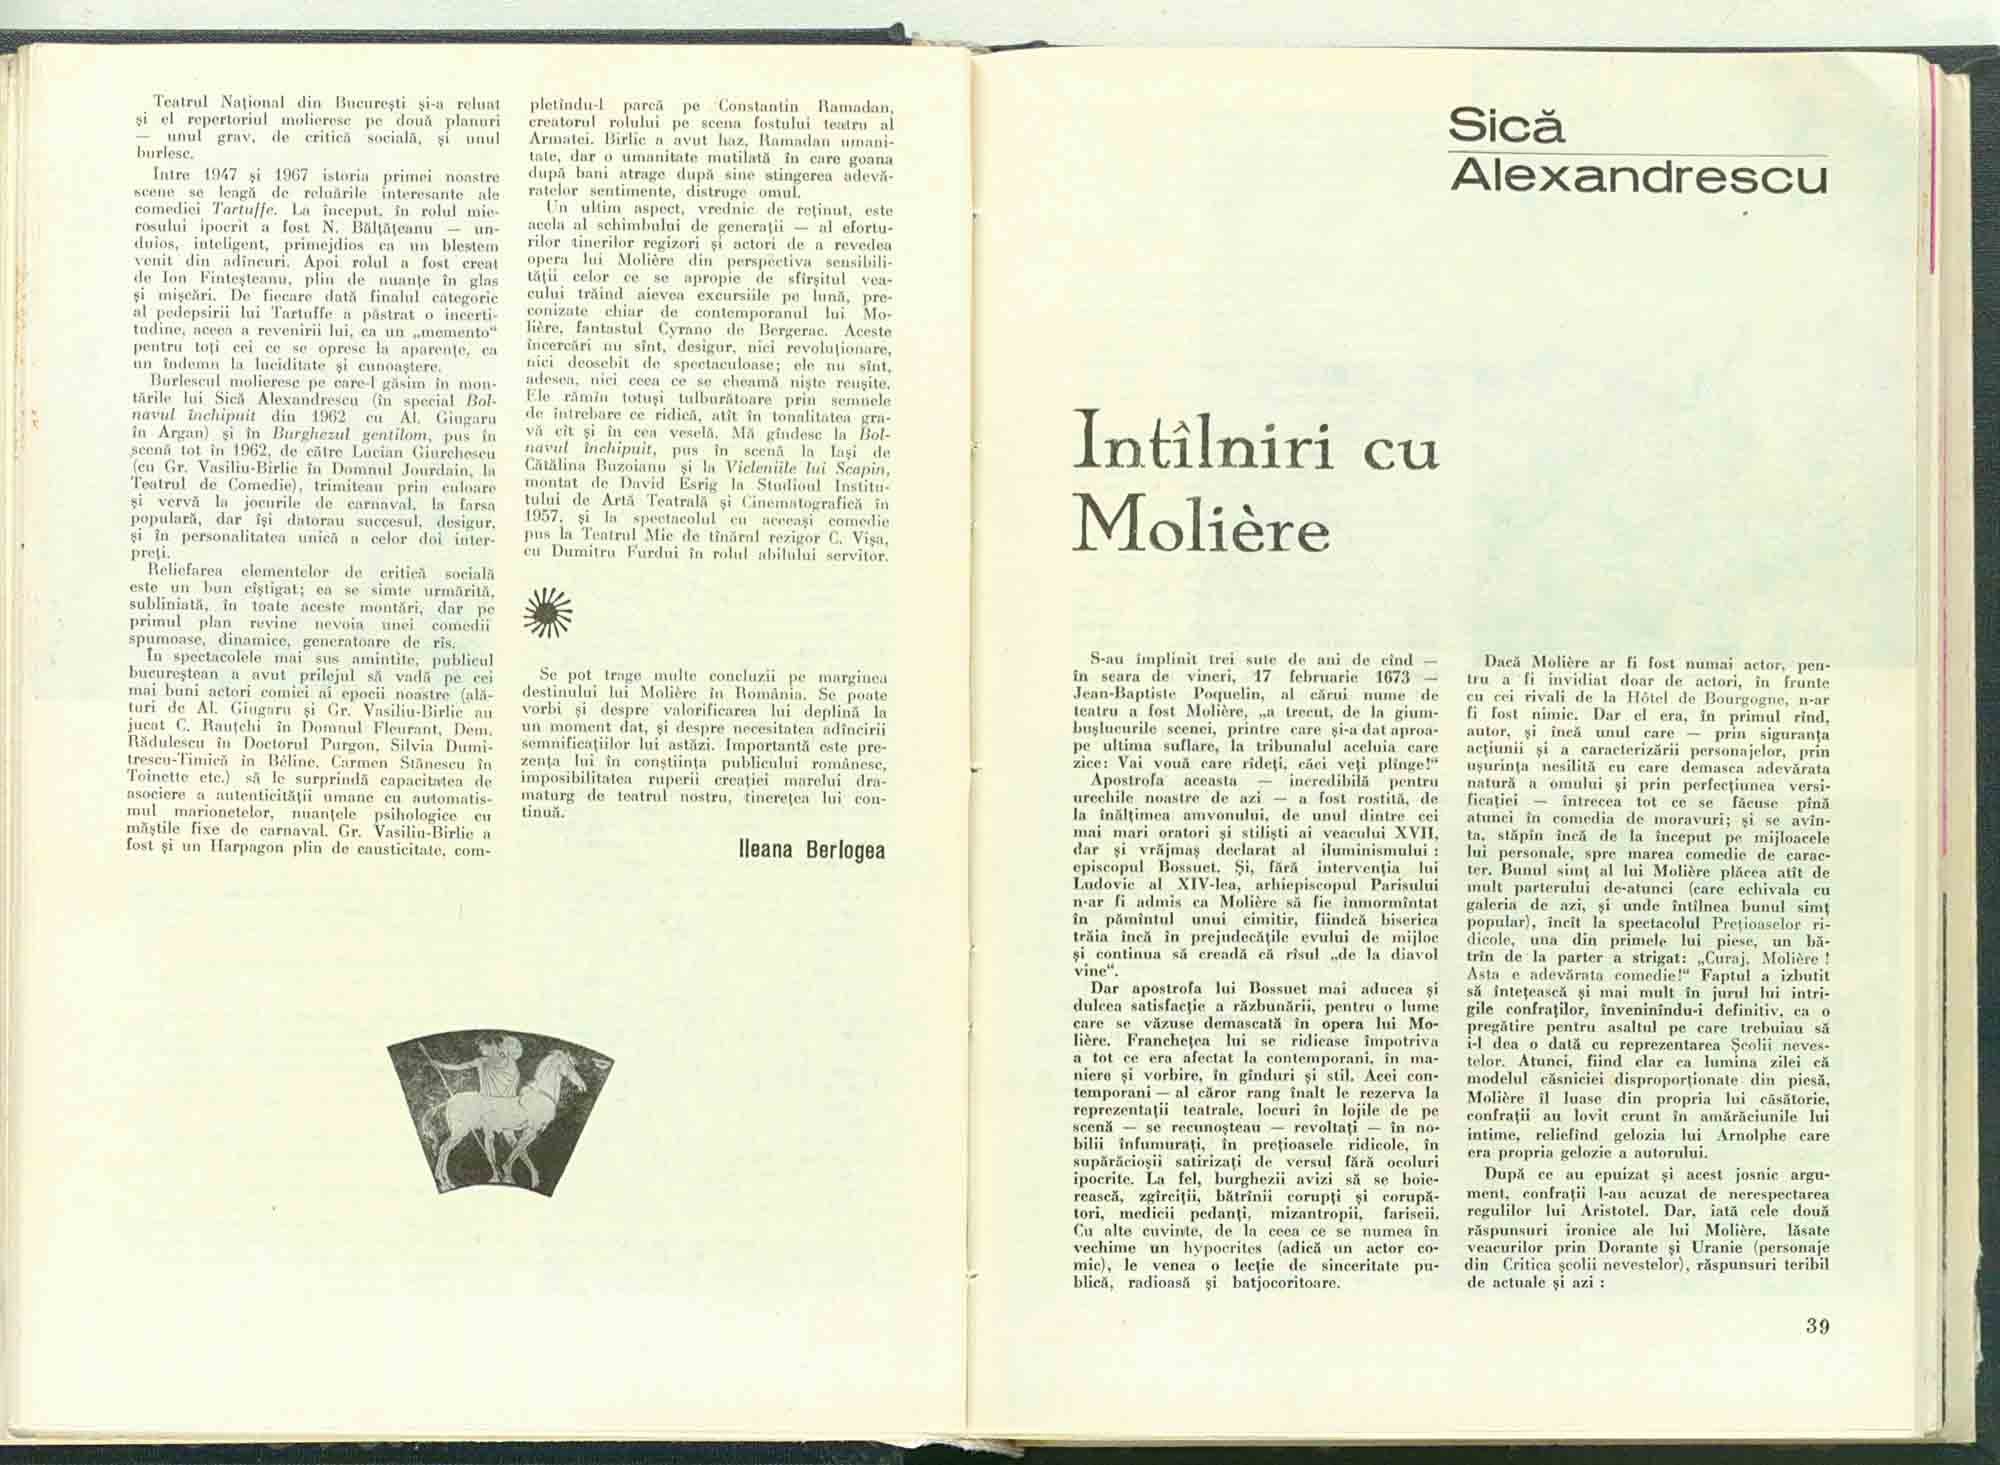 Teatrul Național din București și-a reluat
și el repertoriul molieresc pe două planuri
— unul grav, de critică socială, și unul
burlesc.
Intre 1947 și 1967 istoria primei noastre
scene se leagă de reluările interesante ale
comediei Tartuffe. La început, în rolul mie-
rosului ipocrit a fost N. Bălțățeanu — un-
duios, inteligent, primejdios ca un blestem
venit din adîncuri. Apoi rolul a fost creat
de Ion Finteșteanu, plin de nuanțe în glas
și mișcări. De fiecare dată finalul categoric
al pedepsirii lui Tartuffe a păstrat o incerti-
tudine, aceea a revenirii lui, ca un „memento“
pentru toți cei ce se opresc la aparențe, ca
un îndemn la luciditate și cunoaștere.
Burlescul molieresc pe care-l găsim în mon-
tările lui Sică Alexandrescu (în special Bol-
navul închipuit din 1962 cu Al. Giugaru
în Argan) și în Burghezul gentilom, pus în
scenă tot în 1962, de către Lucian Giurchescu
(cu Gr. Vasiliu-Birlic în Domnul Jourdain, la
Teatrul de Comedie), trimiteau prin culoare
și vervă la jocurile de carnaval, la farsa
populară, dar își datorau succesul, desigur,
și în personalitatea unică a celor doi inter-
preți.
Reliefarea elementelor de critică socială
este un bun cîștigat; ea se simte urmărită,
subliniată, în toate aceste montări, dar pe
primul plan revine nevoia unei comedii
spumoase, dinamice, generatoare de rîs.
In spectacolele mai sus amintite, publicul
bucureștean a avut prilejul să vadă pe cei
mai buni actori comici ai epocii noastre (ală-
turi de Al. Giugaru și Gr. Vasiliu-Birlic au
jucat C. Rauțchi în Domnul Fleurant, Dem.
Rădulescu în Doctorul Purgon, Silvia Dumi-
trescu-Timică în Béline, Carmen Stănescu în
Toinette etc.) să le surprindă capacitatea de
asociere a autenticității umane cu automatis-
mul marionetelor, nuanțele psihologice cu
măștile fixe de carnaval. Gr. Vasiliu-Birlic a
fost și un Harpagon plin de causticitate, com-
pletîndu-l parcă pe Constantin Ramadan,
creatorul rolului pe scena fostului teatru al
Armatei. Birlic a avut haz, Ramadan umani-
tate, dar o umanitate mutilată în care goana
după bani atrage după sine stingerea adevă-
ratelor sentimente, distruge omul.
Un ultim aspect, vrednic de reținut, este
acela al schimbului de generații — al efortu-
rilor tinerilor regizori și actori de a revedea
opera lui Molière din perspectiva sensibili-
tății celor ce se apropie de sfîrșitul vea-
cului trăind aievea excursiile pe lună, pre-
conizate chiar de contemporanul lui Mo-
lière, fantastul Cyrano de Bergerac. Aceste
încercări nu sînt, desigur, nici revoluționare,
nici deosebit de spectaculoase; ele nu sînt,
adesea, nici ceea ce se cheamă niște reușite.
Ele rămîn totuși tulburătoare prin semnele
de întrebare ce ridică, atît în tonalitatea gra-
vă cît și în cea veselă. Mă gîndesc la Bol-
navul închipuit, pus în scenă la Iași de
Cătălina Buzoianu și la Vicleniile lui Scapin,
montat de David Esrig la Studioul Institu-
tului de Artă Teatrală și Cinematografică în
1957, și la spectacolul cu aceeași comedie
pus la Teatrul Mic de tînărul rezigor C. Vișa,
cu Dumitru Furdui în rolul abilului servitor.
Se pot trage multe concluzii pe marginea
destinului lui Molière în România. Se poate
vorbi și despre valorificarea lui deplină la
un moment dat, și despre necesitatea adîncirii
semnificațiilor lui astăzi. Importantă este pre-
zența lui în conștiința publicului românesc,
imposibilitatea ruperii creației marelui dra-
maturg de teatrul nostru, tinerețea lui con-
tinuă.
Ileana Berlogea
Sică
Alexandrescu
Intîlniri cu
Molière
S-au împlinit trei sute de ani de cînd —
în seara de vineri, 17 februarie 1673 —
Jean-Baptiste Poquelin, al cărui nume de
teatru a fost Molière, „a trecut, de la gium-
bușlucurile scenei, printre care și-a dat aproa-
pe ultima suflare, la tribunalul aceluia care
zice: Vai vouă care rîdeți, căci veți plînge!“
Apostrofa aceasta — incredibilă pentru
urechile noastre de azi — a fost rostită, de
la înălțimea amvonului, de unul dintre cei
mai mari oratori și stiliști ai veacului XVII,
dar și vrăjmaș declarat al iluminismului :
episcopul Bossuet. Și, fără intervenția lui
Ludovic al XIV-lea, arhiepiscopul Parisului
n-ar fi admis ca Molière să fie înmormîntat
în pămîntul unui cimitir, fiindcă biserica
trăia încă în prejudecățile evului de mijloc
și continua să creadă că rîsul „de la diavol
vine“.
Dar apostrofa lui Bossuet mai aducea și
dulcea satisfacție a răzbunării, pentru o lume
care se văzuse demascată în opera lui Mo-
lière. Franchețea lui se ridicase împotriva
a tot ce era afectat la contemporani, în ma-
niere și vorbire, în gînduri și stil. Acei con-
temporani — al căror rang înalt le rezerva la
reprezentații teatrale, locuri în lojile de pe
scenă — se recunoșteau — revoltați — în no-
bilii înfumurați, în prețioasele ridicole, în
supărăcioșii satirizați de versul fără ocoluri
ipocrite. La fel, burghezii avizi să se boie-
rească, zgîrciții, bătrînii corupți și corupă-
tori, medicii pedanți, mizantropii, fariseii.
Cu alte cuvinte, de la ceea ce se numea în
vechime un hypocrites (adică un actor co-
mic), le venea o lecție de sinceritate pu-
blică, radioasă și batjocoritoare.
Dacă Molière ar fi fost numai actor, pen-
tru a fi invidiat doar de actori, în frunte
cu cei rivali de la Hôtel de Bourgogne, n-ar
fi fost nimic. Dar el era, în primul rînd,
autor, și încă unul care — prin siguranța
acțiunii și a caracterizării personajelor, prin
ușurința nesilită cu care demasca adevărata
natură a omului și prin perfecțiunea versi-
ficației — întrecea tot ce se făcuse pînă
atunci în comedia de moravuri; și se avîn-
ta, stăpîn încă de la început pe mijloacele
lui personale, spre marea comedie de carac-
ter. Bunul simț al lui Molière plăcea atît de
mult parterului de-atunci (care echivala cu
galeria de azi, și unde întîlnea bunul simț
popular), încît la spectacolul Prețioaselor ri-
dicole, una din primele lui piese, un bă-
trîn de la parter a strigat: „Curaj, Molière !
Asta e adevărata comedie!“ Faptul a izbutit
să întețească și mai mult în jurul lui intri-
gile confraților, înveninîndu-i definitiv, ca o
pregătire pentru asaltul pe care trebuiau să
i-l dea o dată cu reprezentarea Școlii neves-
telor. Atunci, fiind clar ca lumina zilei că
modelul căsniciei disproporționate din piesă,
Molière îl luase din propria lui căsătorie,
confrații au lovit crunt în amărăciunile lui
intime, reliefînd gelozia lui Arnolphe care
era propria gelozie a autorului.
După ce au epuizat și acest josnic argu-
ment, confrații l-au acuzat de nerespectarea
regulilor lui Aristotel. Dar, iată cele două
răspunsuri ironice ale lui Molière, lăsate
veacurilor prin Dorante și Uranie (personaje
din Critica școlii nevestelor), răspunsuri teribil
de actuale și azi :
39